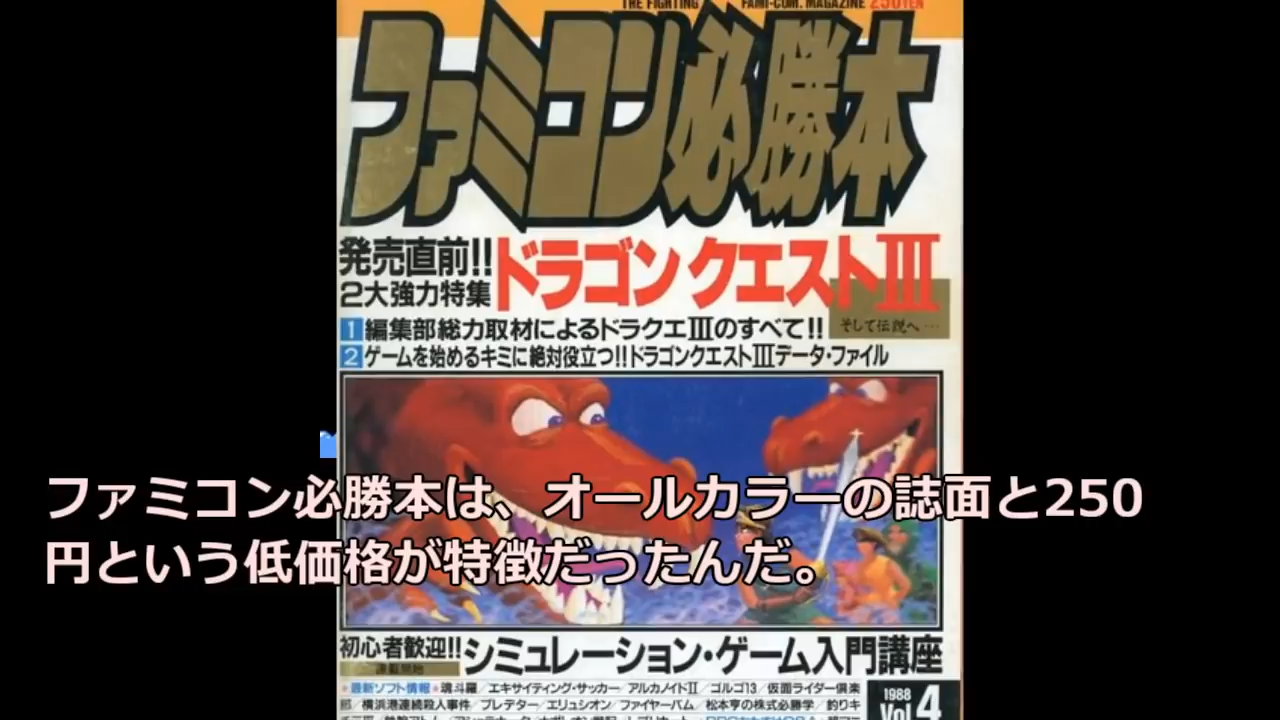 THE FIGHTING FAMI-COM. MAGAZINE 250YEN
ファミコン必勝本
発売直前!!
ドラゴンクエストIII
2大強力特集
そして伝説へ…
1 編集部総力取材によるドラクエIIIのすべて!!
2 ゲームを始めるキミに絶対役立つ!!ドラゴンクエストIIIデータ・ファイル
ファミコン必勝本は、オールカラーの誌面と250
円という低価格が特徴だったんだ。
初心者歓迎!!
連載開始
シミュレーション・ゲーム入門講座
★最新ソフト情報★魂斗羅/エキサイティング・サッカー/アルカノイドII/ゴルゴ13/仮面ライダー倶楽
部/横浜港連続殺人事件/プレデター/エリュシオン/ファイヤーバム/松本亨の株式必勝学/釣りキ
1988
Vol 4